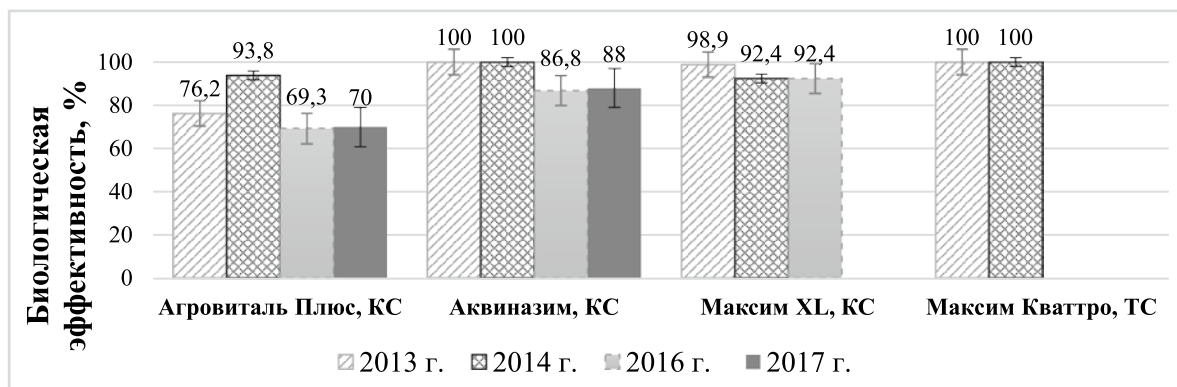 Биологическая
эффективность, %
100
80
60
40
20
0
76,2
93,8
69,3
70
100
100
86,8
88
98,9
92,4
92,4
100
100
Агровиталь Плюс, КС
Аквиназим, КС
Максим XL, КС
Максим Кваттро, ТС
2013 г.
2014 г.
2016 г.
2017 г.